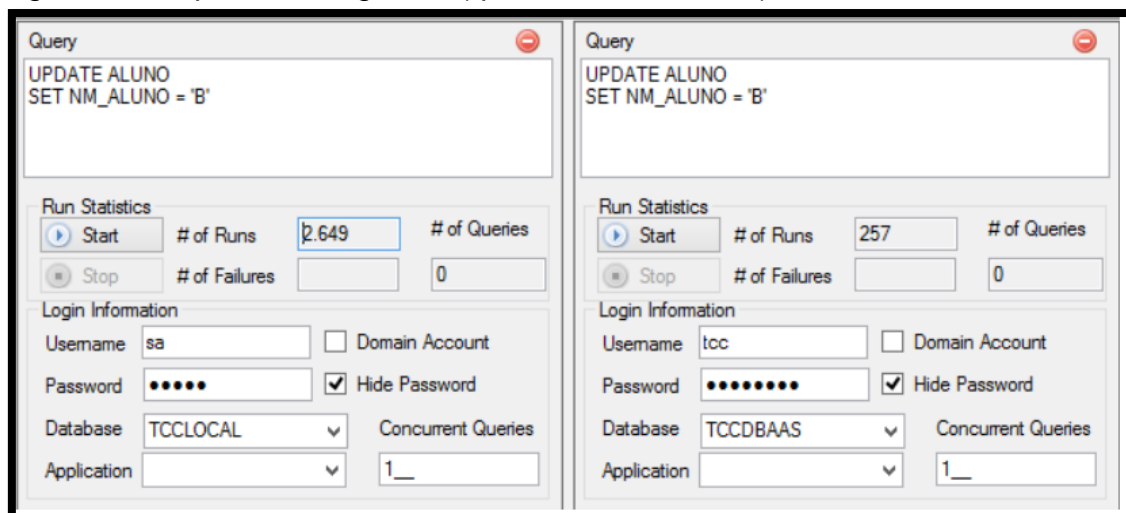 Query
UPDATE ALUNO
SET NM_ALUNO = 'B'
Run Statistics
Start # of Runs 2.649 # of Queries
Stop # of Failures 0
Login Information
Username sa Domain Account
Password ●●●●● Hide Password
Database TCCLOCAL Concurrent Queries
Application 1__
Query
UPDATE ALUNO
SET NM_ALUNO = 'B'
Run Statistics
Start # of Runs 257 # of Queries
Stop # of Failures 0
Login Information
Username tcc Domain Account
Password ●●●●●●●● Hide Password
Database TCCDBAAS Concurrent Queries
Application 1__